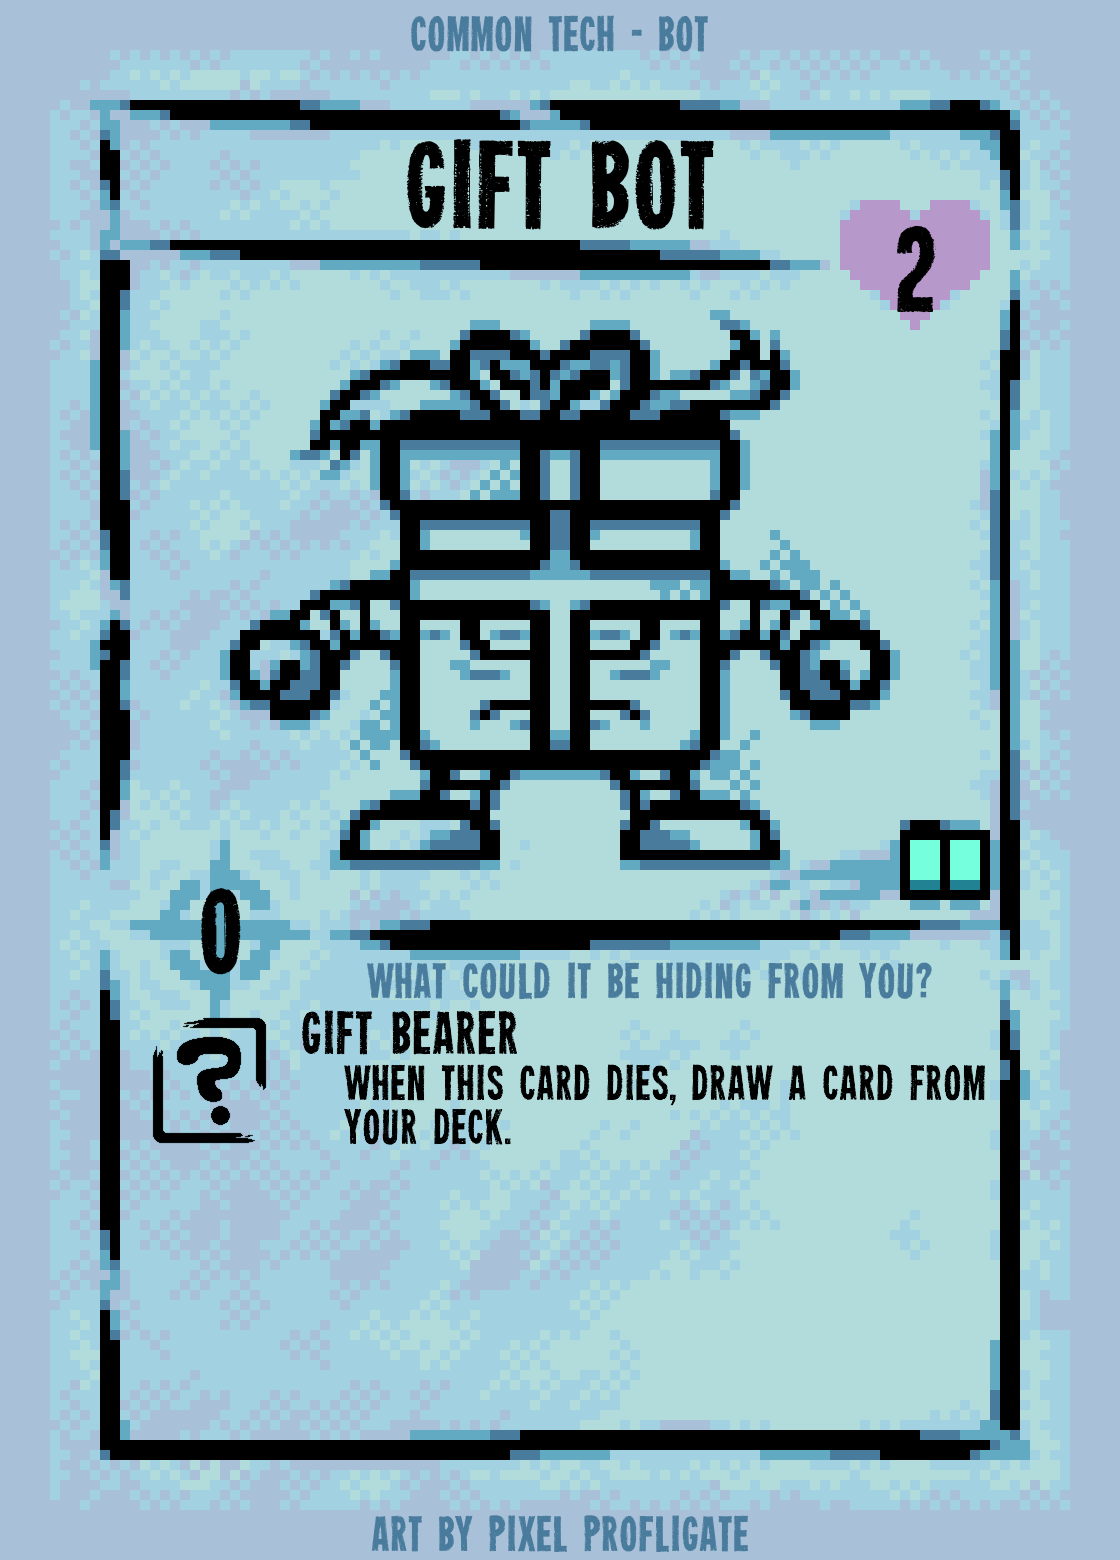 COMMON TECH - BOT
GIFT BOT
2
0
WHAT COULD IT BE HIDING FROM YOU?
?
GIFT BEARER
WHEN THIS CARD DIES, DRAW A CARD FROM
YOUR DECK.
ART BY PIXEL PROFLIGATE